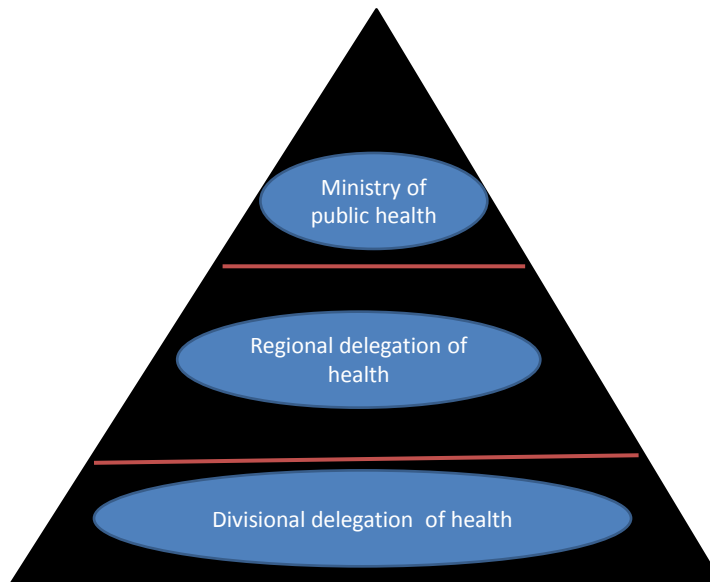 Ministry of
public health
Regional delegation of
health
Divisional delegation  of health